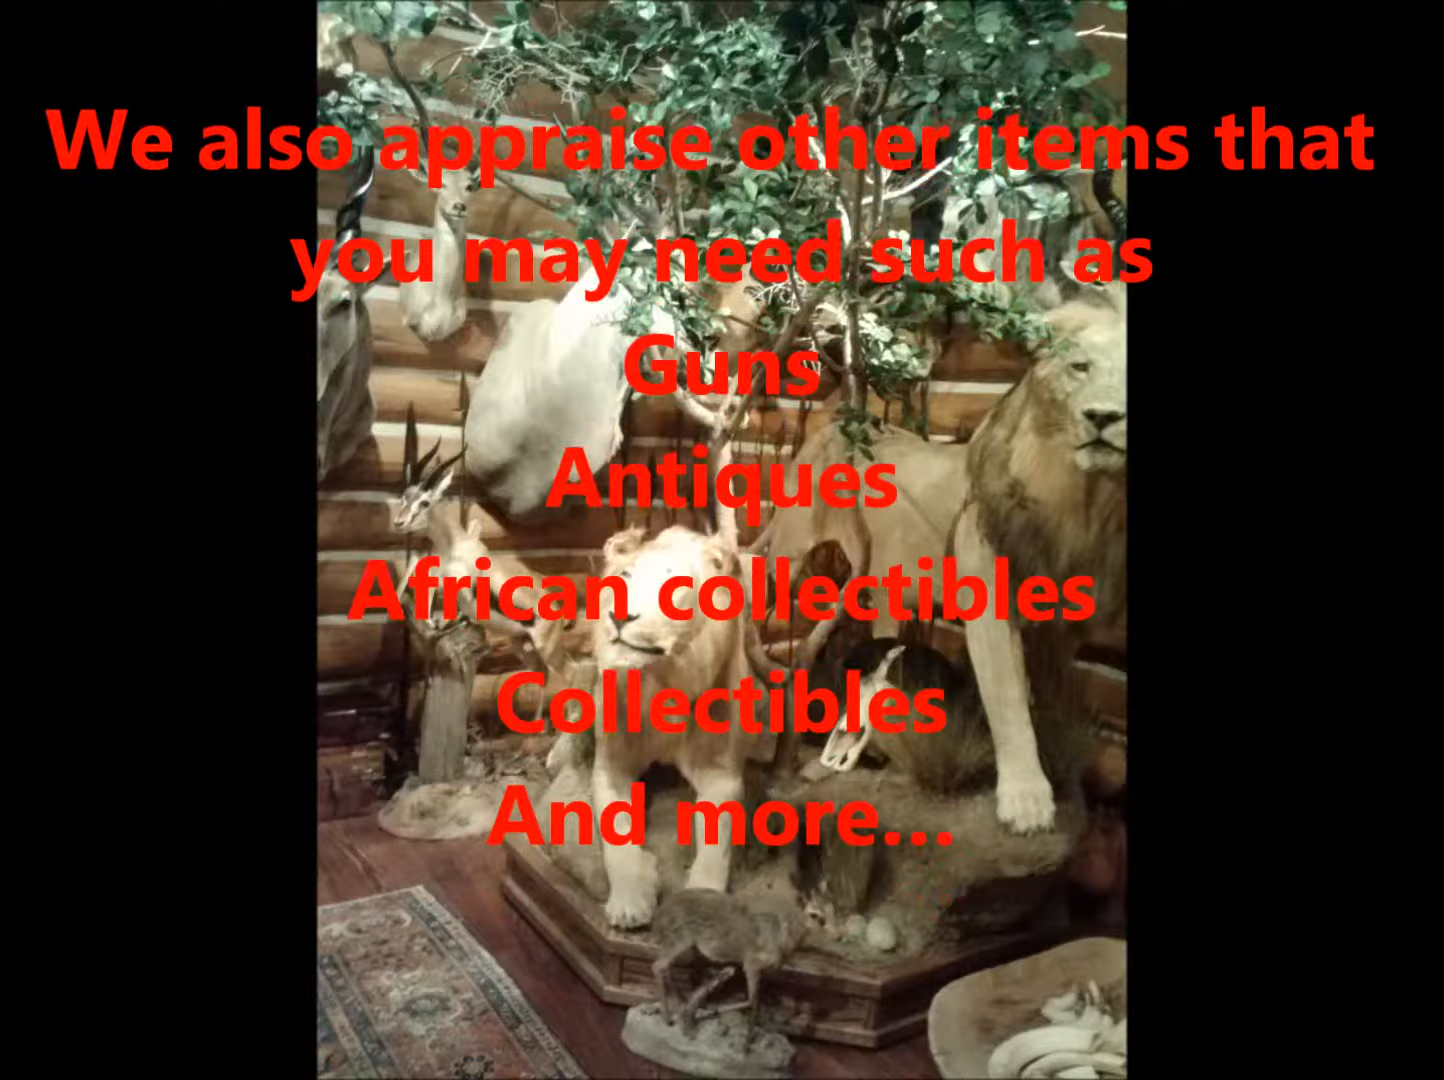 We also appraise other items that
you may need such as
Guns
Antiques
African collectibles
Collectibles
And more...